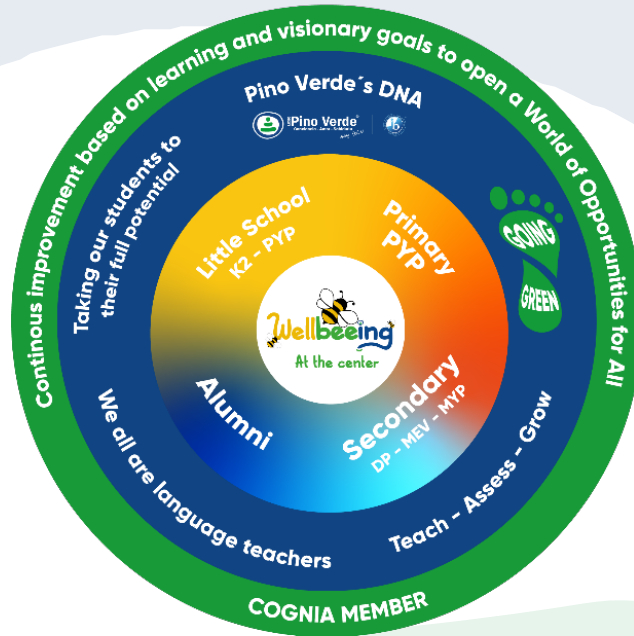 Continous improvement based on learning and visionary goals to open a World of Opportunities for All
Pino Verde´s DNA
Pino Verde
Taking our students to
their full potential
GOING
GREEN
Little School
K2 - PYP
Primary
PYP
Wellbeeing
At the center
Alumni
Secondary
DP - MEV - MYP
We all are language teachers
Teach - Assess - Grow
COGNIA MEMBER